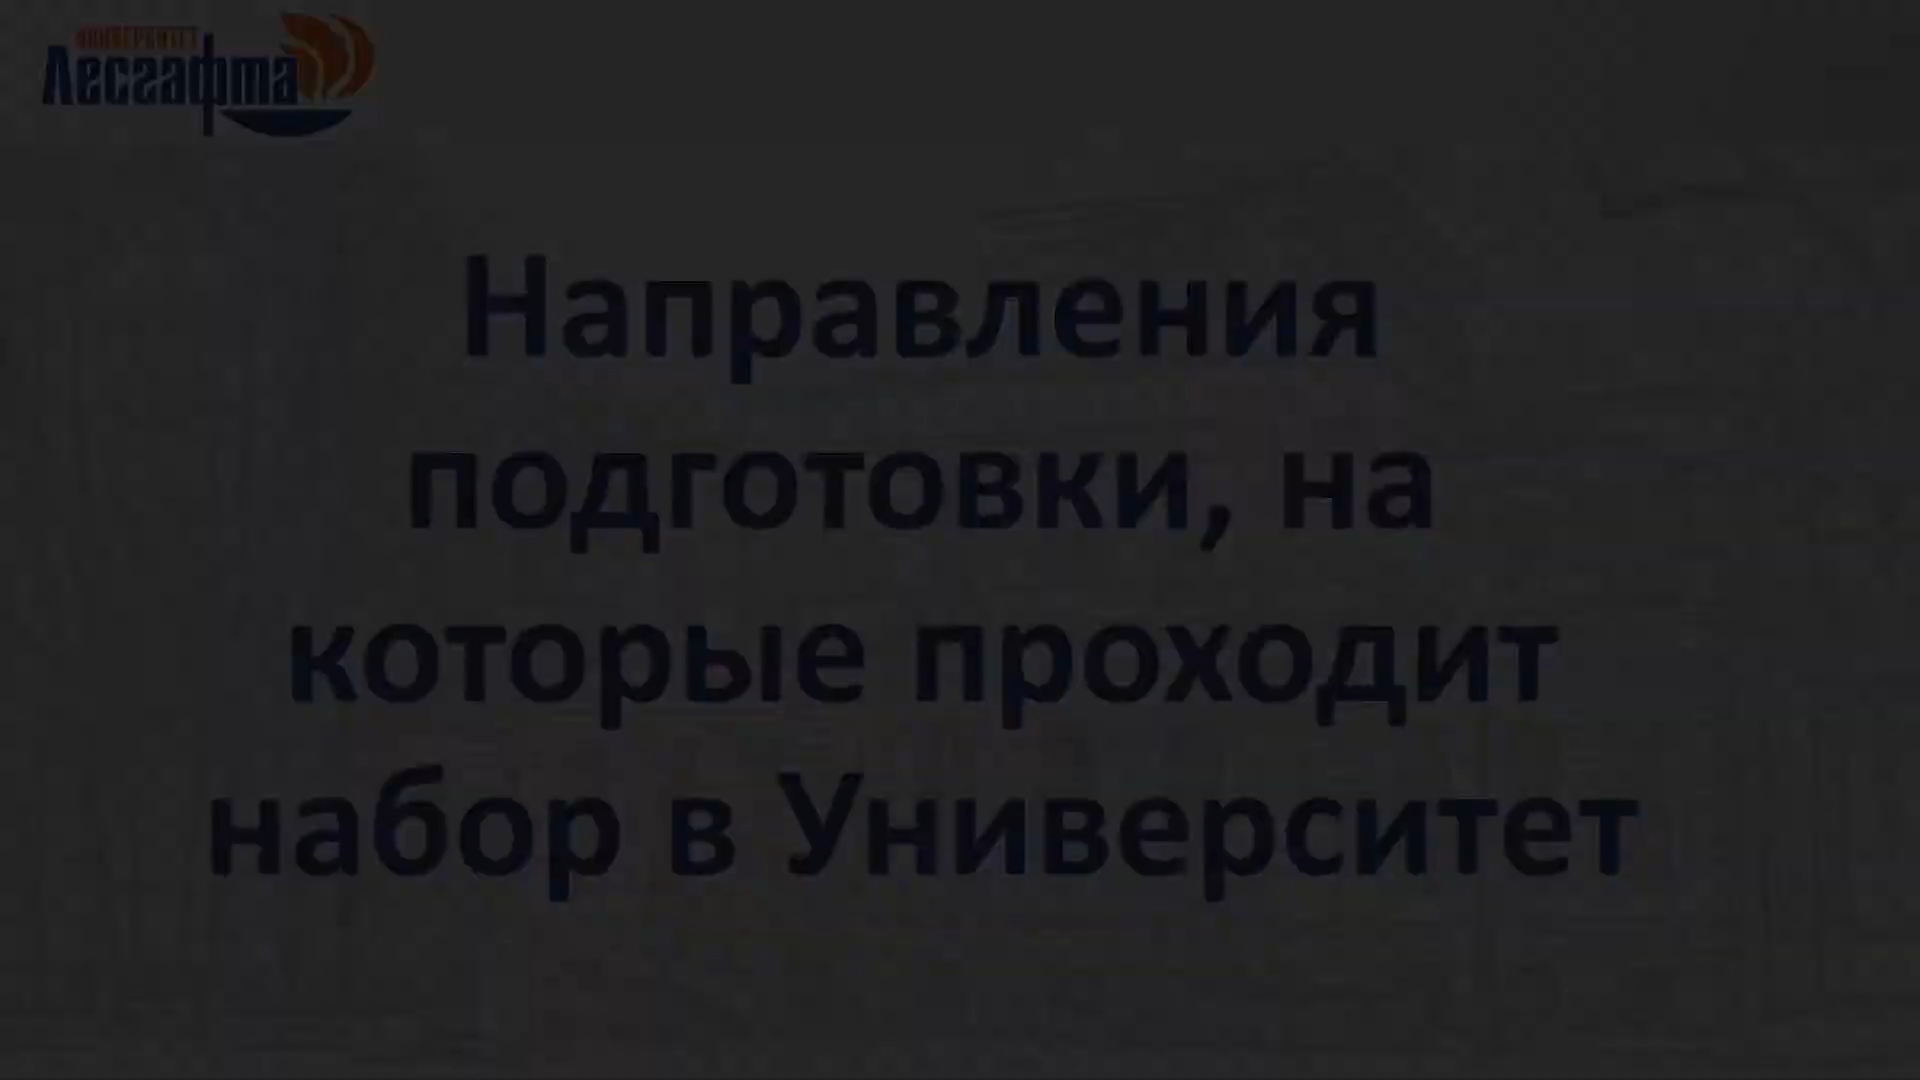 УНИВЕРСИТЕТ
Лесгафта
Направления
подготовки, на
которые проходит
набор в Университет